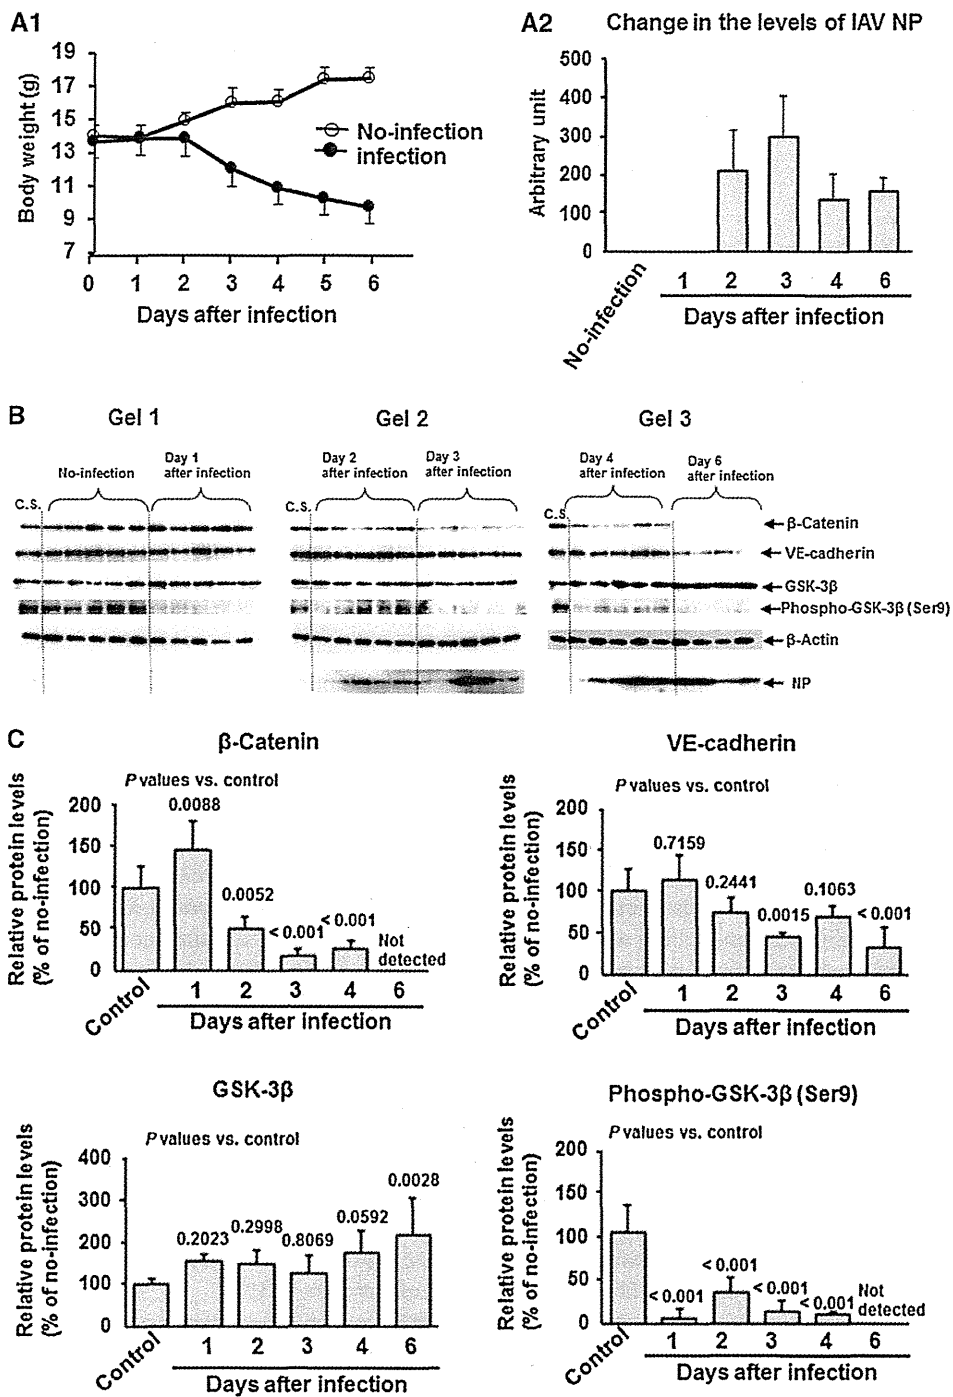 A1
19
17
15
13
11
9
7
Body weight (g)
No-infection
infection
0 1 2 3 4 5 6
Days after infection
A2 Change in the levels of IAV NP
500
400
300
200
100
0
Arbitrary unit
No-infection
1 2 3 4 6
Days after infection
B
Gel 1
Gel 2
Gel 3
C.S.
No-infection
Day 1
after infection
C.S.
Day 2
after infection
Day 3
after infection
C.S.
Day 4
after infection
Day 6
after infection
β-Catenin
VE-cadherin
GSK-3β
Phospho-GSK-3β (Ser9)
β-Actin
NP
C
β-Catenin
P values vs. control
Relative protein levels
(% of no-infection)
200
150
100
50
0
0.0088
0.0052
< 0.001
< 0.001
Not
detected
Control
1 2 3 4 6
Days after infection
VE-cadherin
P values vs. control
Relative protein levels
(% of no-infection)
200
150
100
50
0
0.7159
0.2441
0.0015
0.1063
< 0.001
Control
1 2 3 4 6
Days after infection
GSK-3β
P values vs. control
Relative protein levels
(% of no-infection)
400
300
200
100
0
0.2023
0.2998
0.8069
0.0592
0.0028
Control
1 2 3 4 6
Days after infection
Phospho-GSK-3β (Ser9)
P values vs. control
Relative protein levels
(% of no-infection)
200
150
100
50
0
< 0.001
< 0.001
< 0.001
< 0.001
Not
detected
Control
1 2 3 4 6
Days after infection